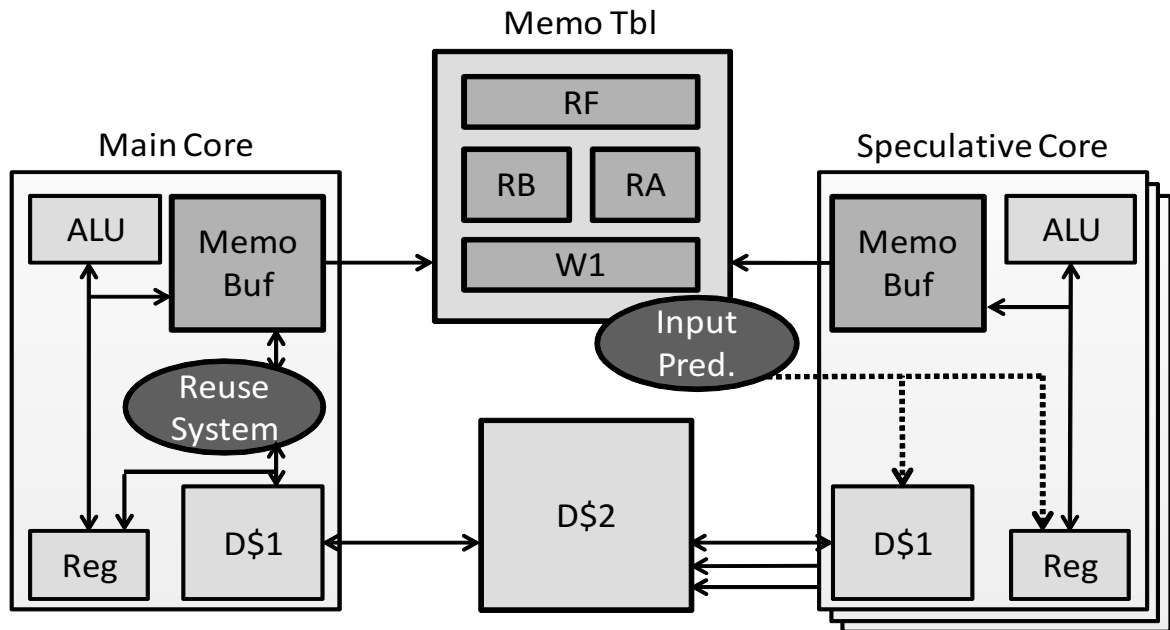 Memo Tbl
RF
RB
RA
W1
Main Core
ALU
Memo
Buf
Reuse
System
Reg
D$1
D$2
Input
Pred.
Speculative Core
Memo
Buf
ALU
D$1
Reg